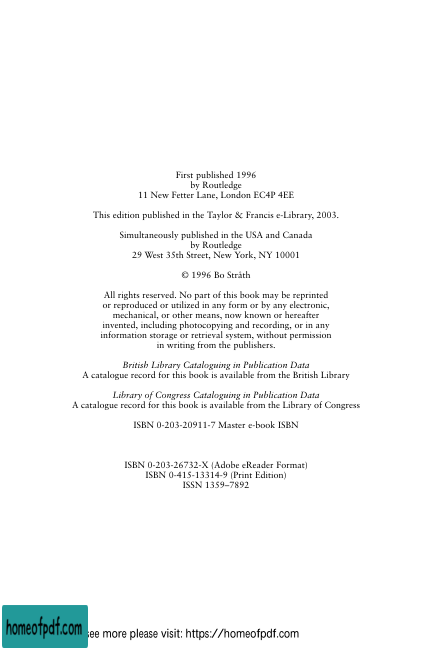 First published 1996
by Routledge
11 New Fetter Lane, London EC4P 4EE
This edition published in the Taylor & Francis e-Library, 2003.
Simultaneously published in the USA and Canada
by Routledge
29 West 35th Street, New York, NY 10001
© 1996 Bo Stråth
All rights reserved. No part of this book may be reprinted
or reproduced or utilized in any form or by any electronic,
mechanical, or other means, now known or hereafter
invented, including photocopying and recording, or in any
information storage or retrieval system, without permission
in writing from the publishers.
British Library Cataloguing in Publication Data
A catalogue record for this book is available from the British Library
Library of Congress Cataloguing in Publication Data
A catalogue record for this book is available from the Library of Congress
ISBN 0-203-20911-7 Master e-book ISBN
ISBN 0-203-26732-X (Adobe eReader Format)
ISBN 0-415-13314-9 (Print Edition)
ISSN 1359–7892
homeofpdf.com
see more please visit: https://homeofpdf.com